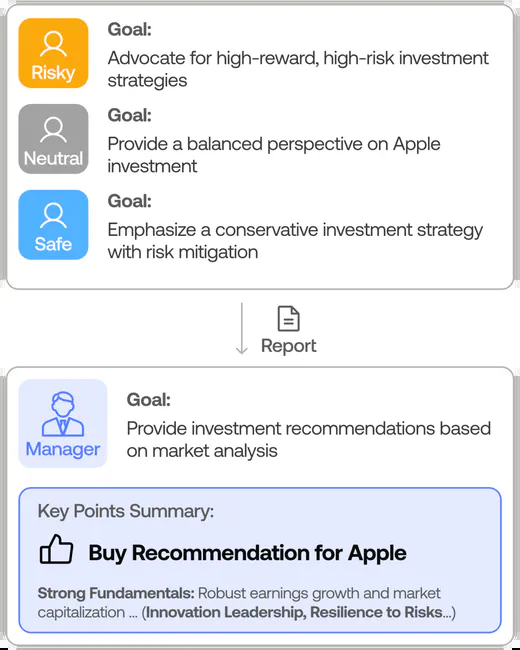 Goal:
Risky
Advocate for high-reward, high-risk investment
strategies
Goal:
Neutral
Provide a balanced perspective on Apple
investment
Goal:
Safe
Emphasize a conservative investment strategy
with risk mitigation
Report
Goal:
Manager
Provide investment recommendations based
on market analysis
Key Points Summary:
Buy Recommendation for Apple
Strong Fundamentals: Robust earnings growth and market
capitalization ... (Innovation Leadership, Resilience to Risks...)